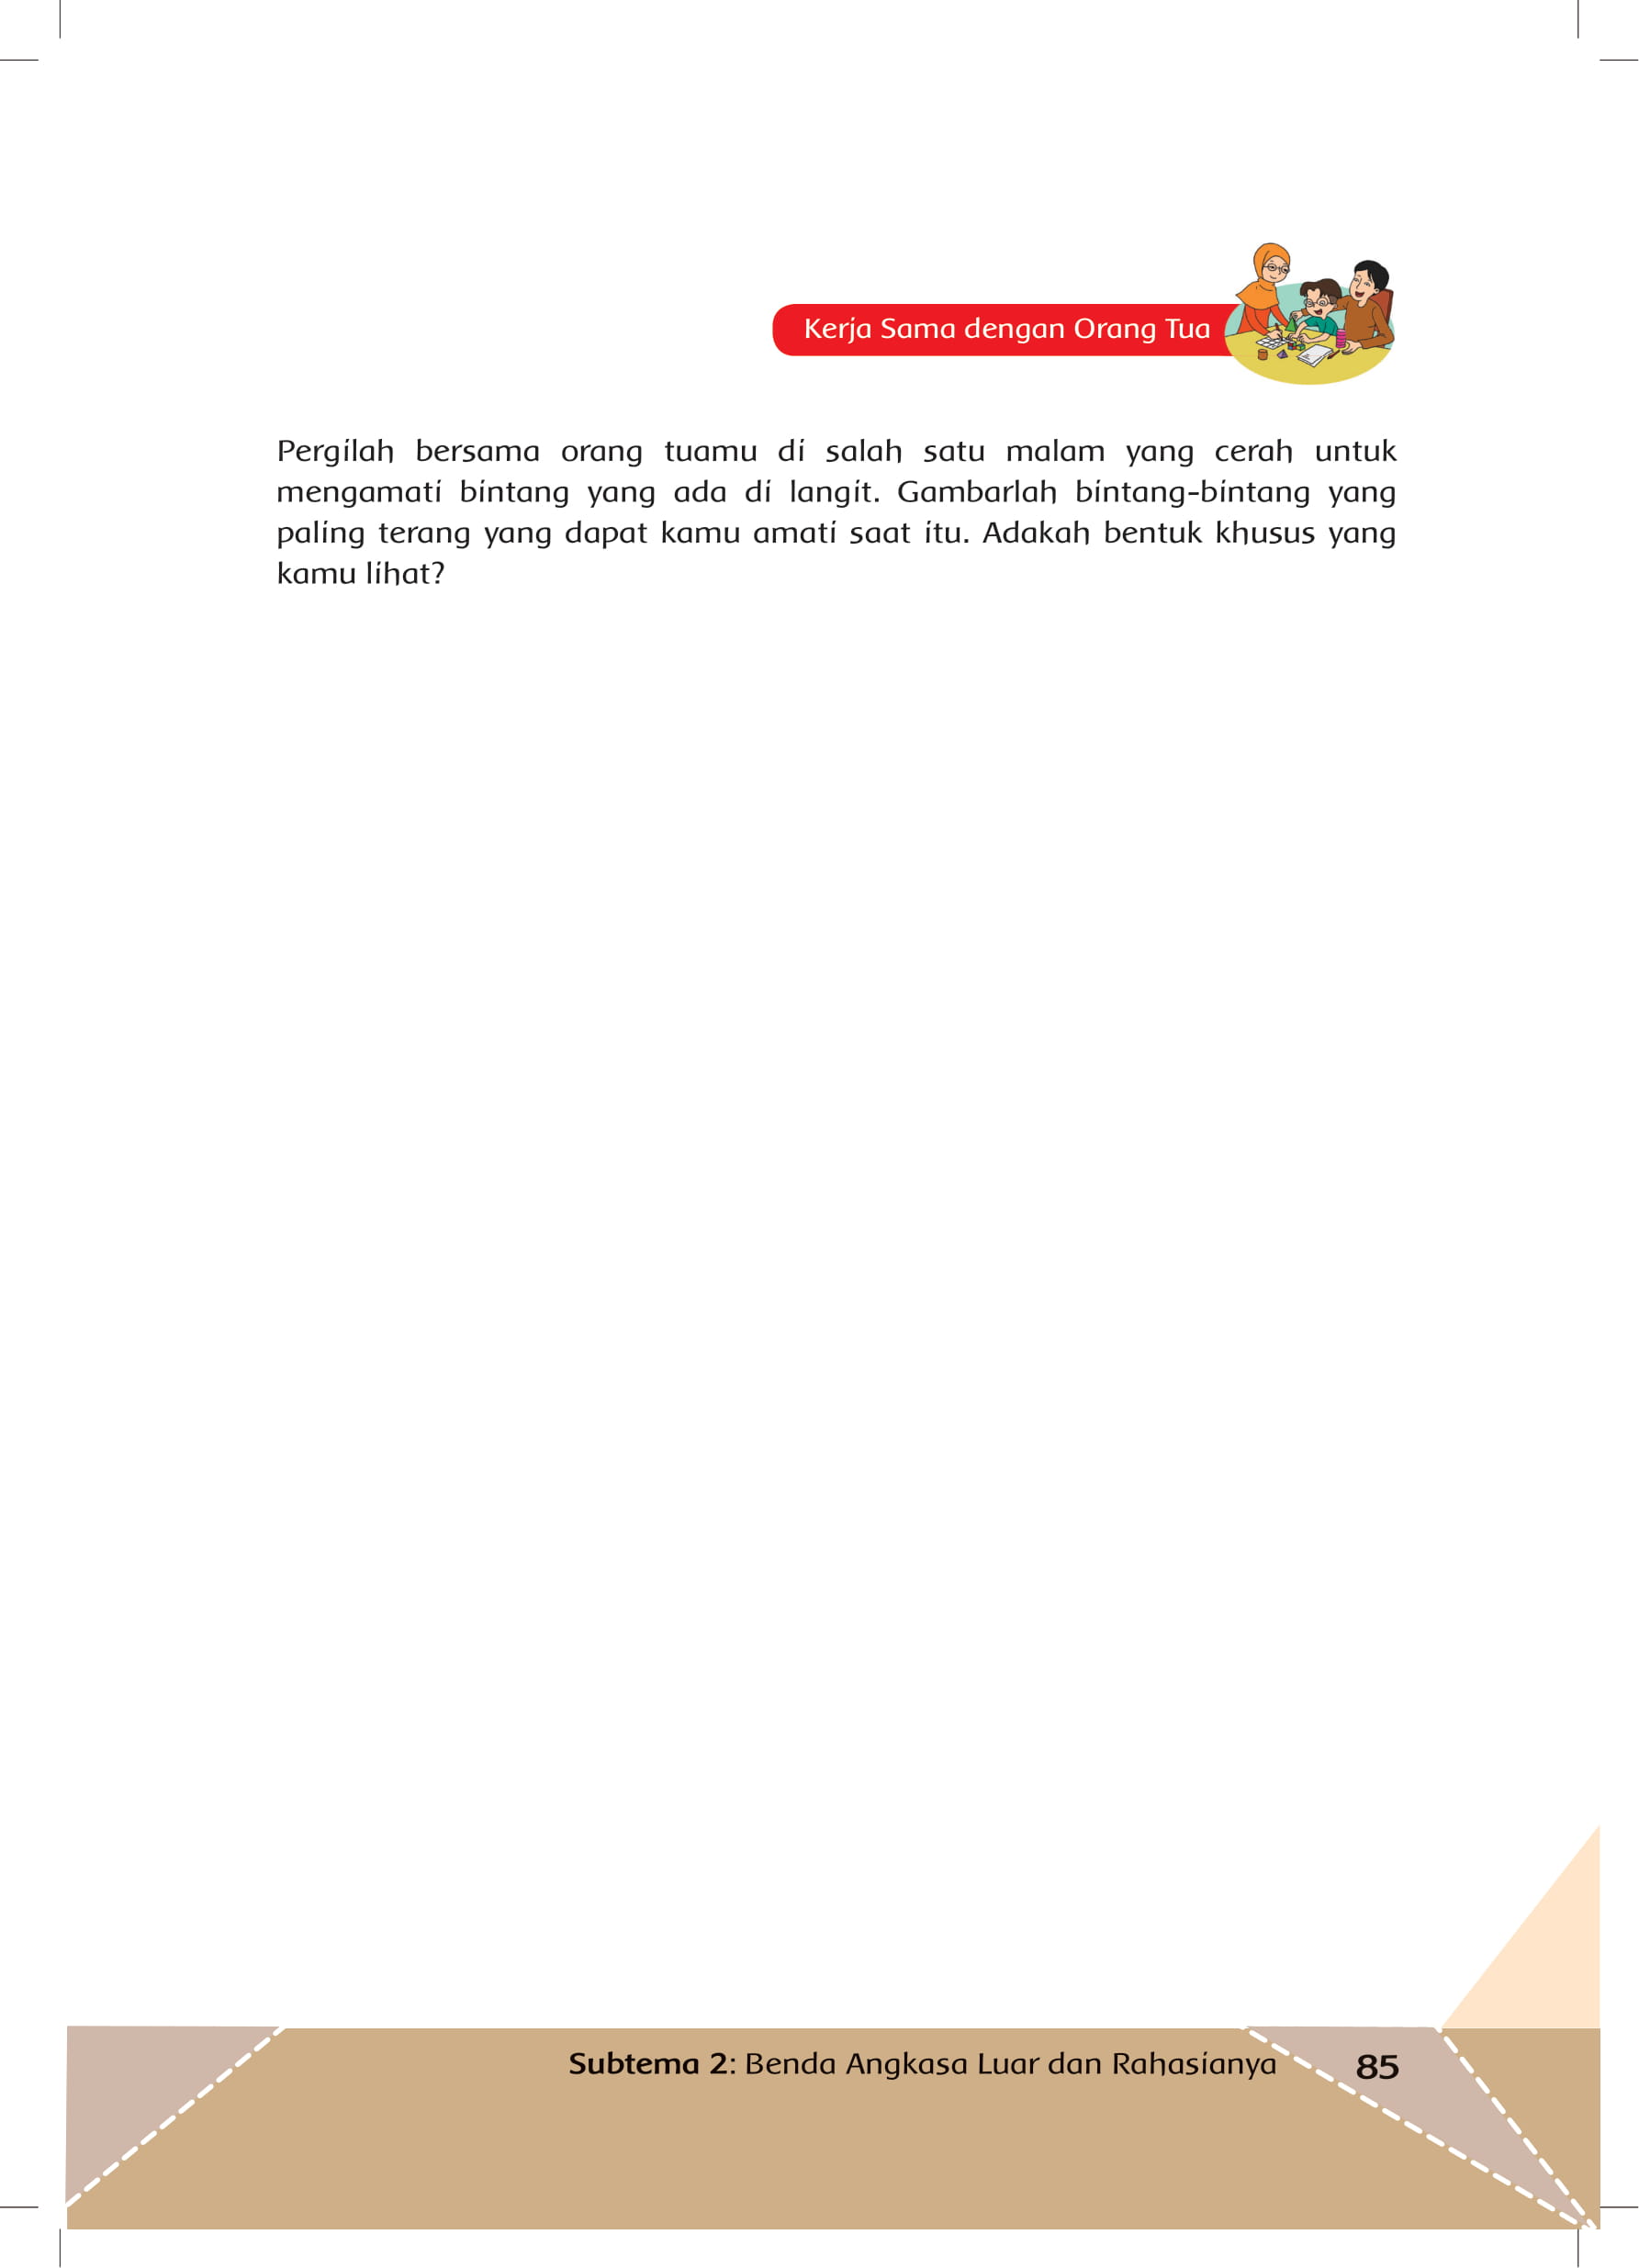 Kerja Sama dengan Orang Tua
Pergilah bersama orang tuamu di salah satu malam yang cerah untuk
mengamati bintang yang ada di langit. Gambarlah bintang-bintang yang
paling terang yang dapat kamu amati saat itu. Adakah bentuk khusus yang
kamu lihat?
Subtema 2: Benda Angkasa Luar dan Rahasianya 85